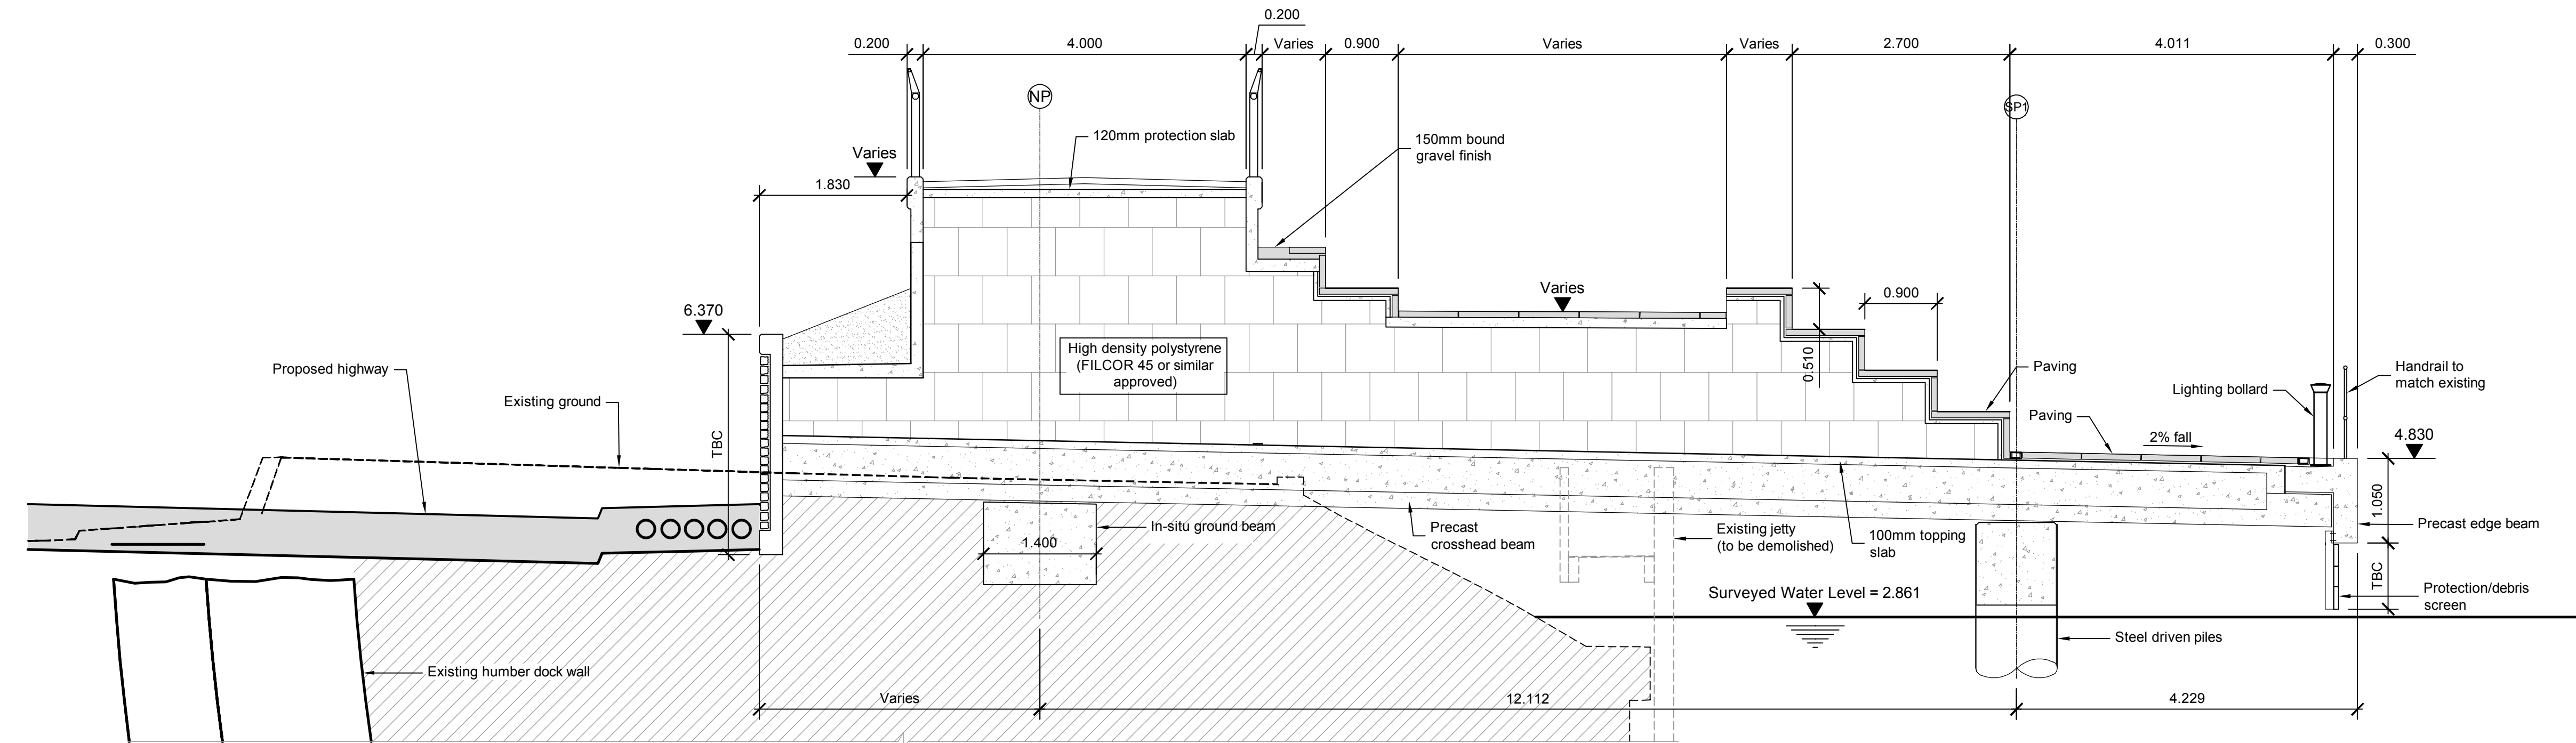 0.200
0.200
4.000
Varies
0.900
Varies
Varies
2.700
4.011
0.300
NP
SP1
120mm protection slab
150mm bound
gravel finish
Varies
1.830
6.370
Varies
0.900
0.510
High density polystyrene
(FILCOR 45 or similar
approved)
Proposed highway
Existing ground
TBC
Paving
Paving
2% fall
Lighting bollard
Handrail to
match existing
4.830
1.050
In-situ ground beam
1.400
Precast
crosshead beam
Existing jetty
(to be demolished)
100mm topping
slab
Precast edge beam
TBC
Protection/debris
screen
Surveyed Water Level = 2.861
Steel driven piles
Existing humber dock wall
Varies
12.112
4.229